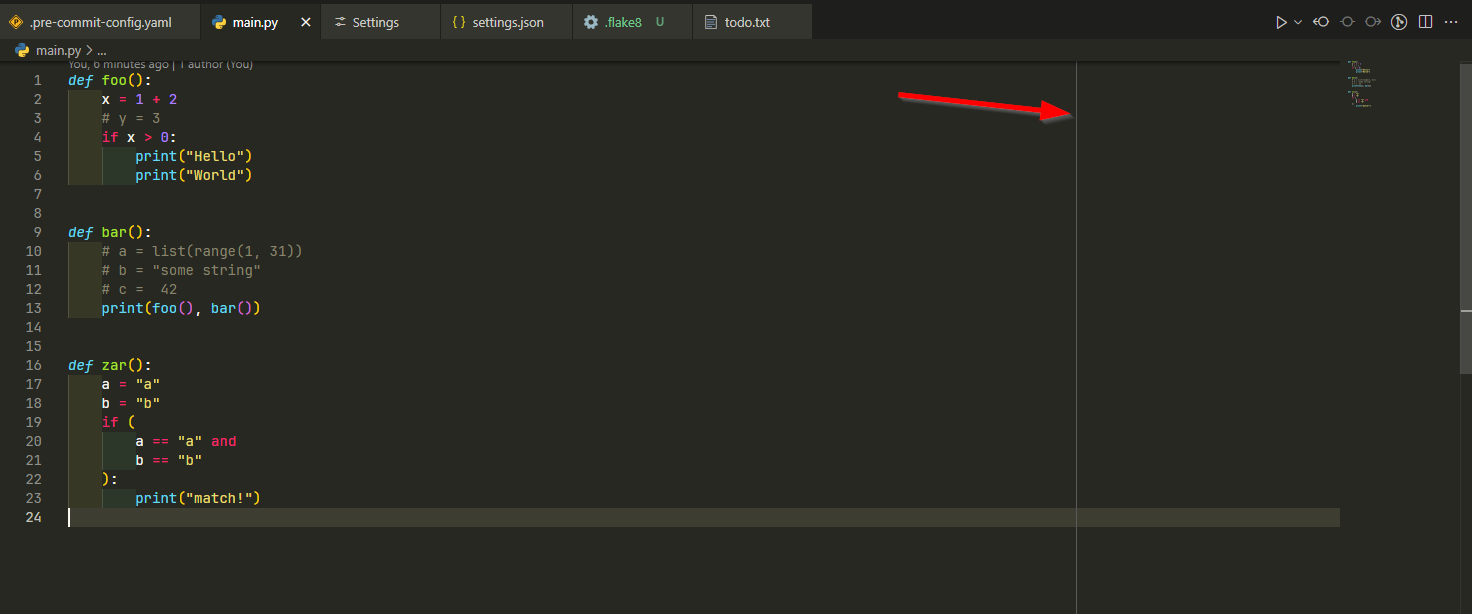 .pre-commit-config.yaml main.py Settings {} settings.json .flake8 U todo.txt
main.py > ...
You, 6 minutes ago | 1 author (You)
1 def foo():
2     x = 1 + 2
3     # y = 3
4     if x > 0:
5         print("Hello")
6         print("World")
7
8
9 def bar():
10     # a = list(range(1, 31))
11     # b = "some string"
12     # c =  42
13     print(foo(), bar())
14
15
16 def zar():
17     a = "a"
18     b = "b"
19     if (
20         a == "a" and
21         b == "b"
22     ):
23         print("match!")
24